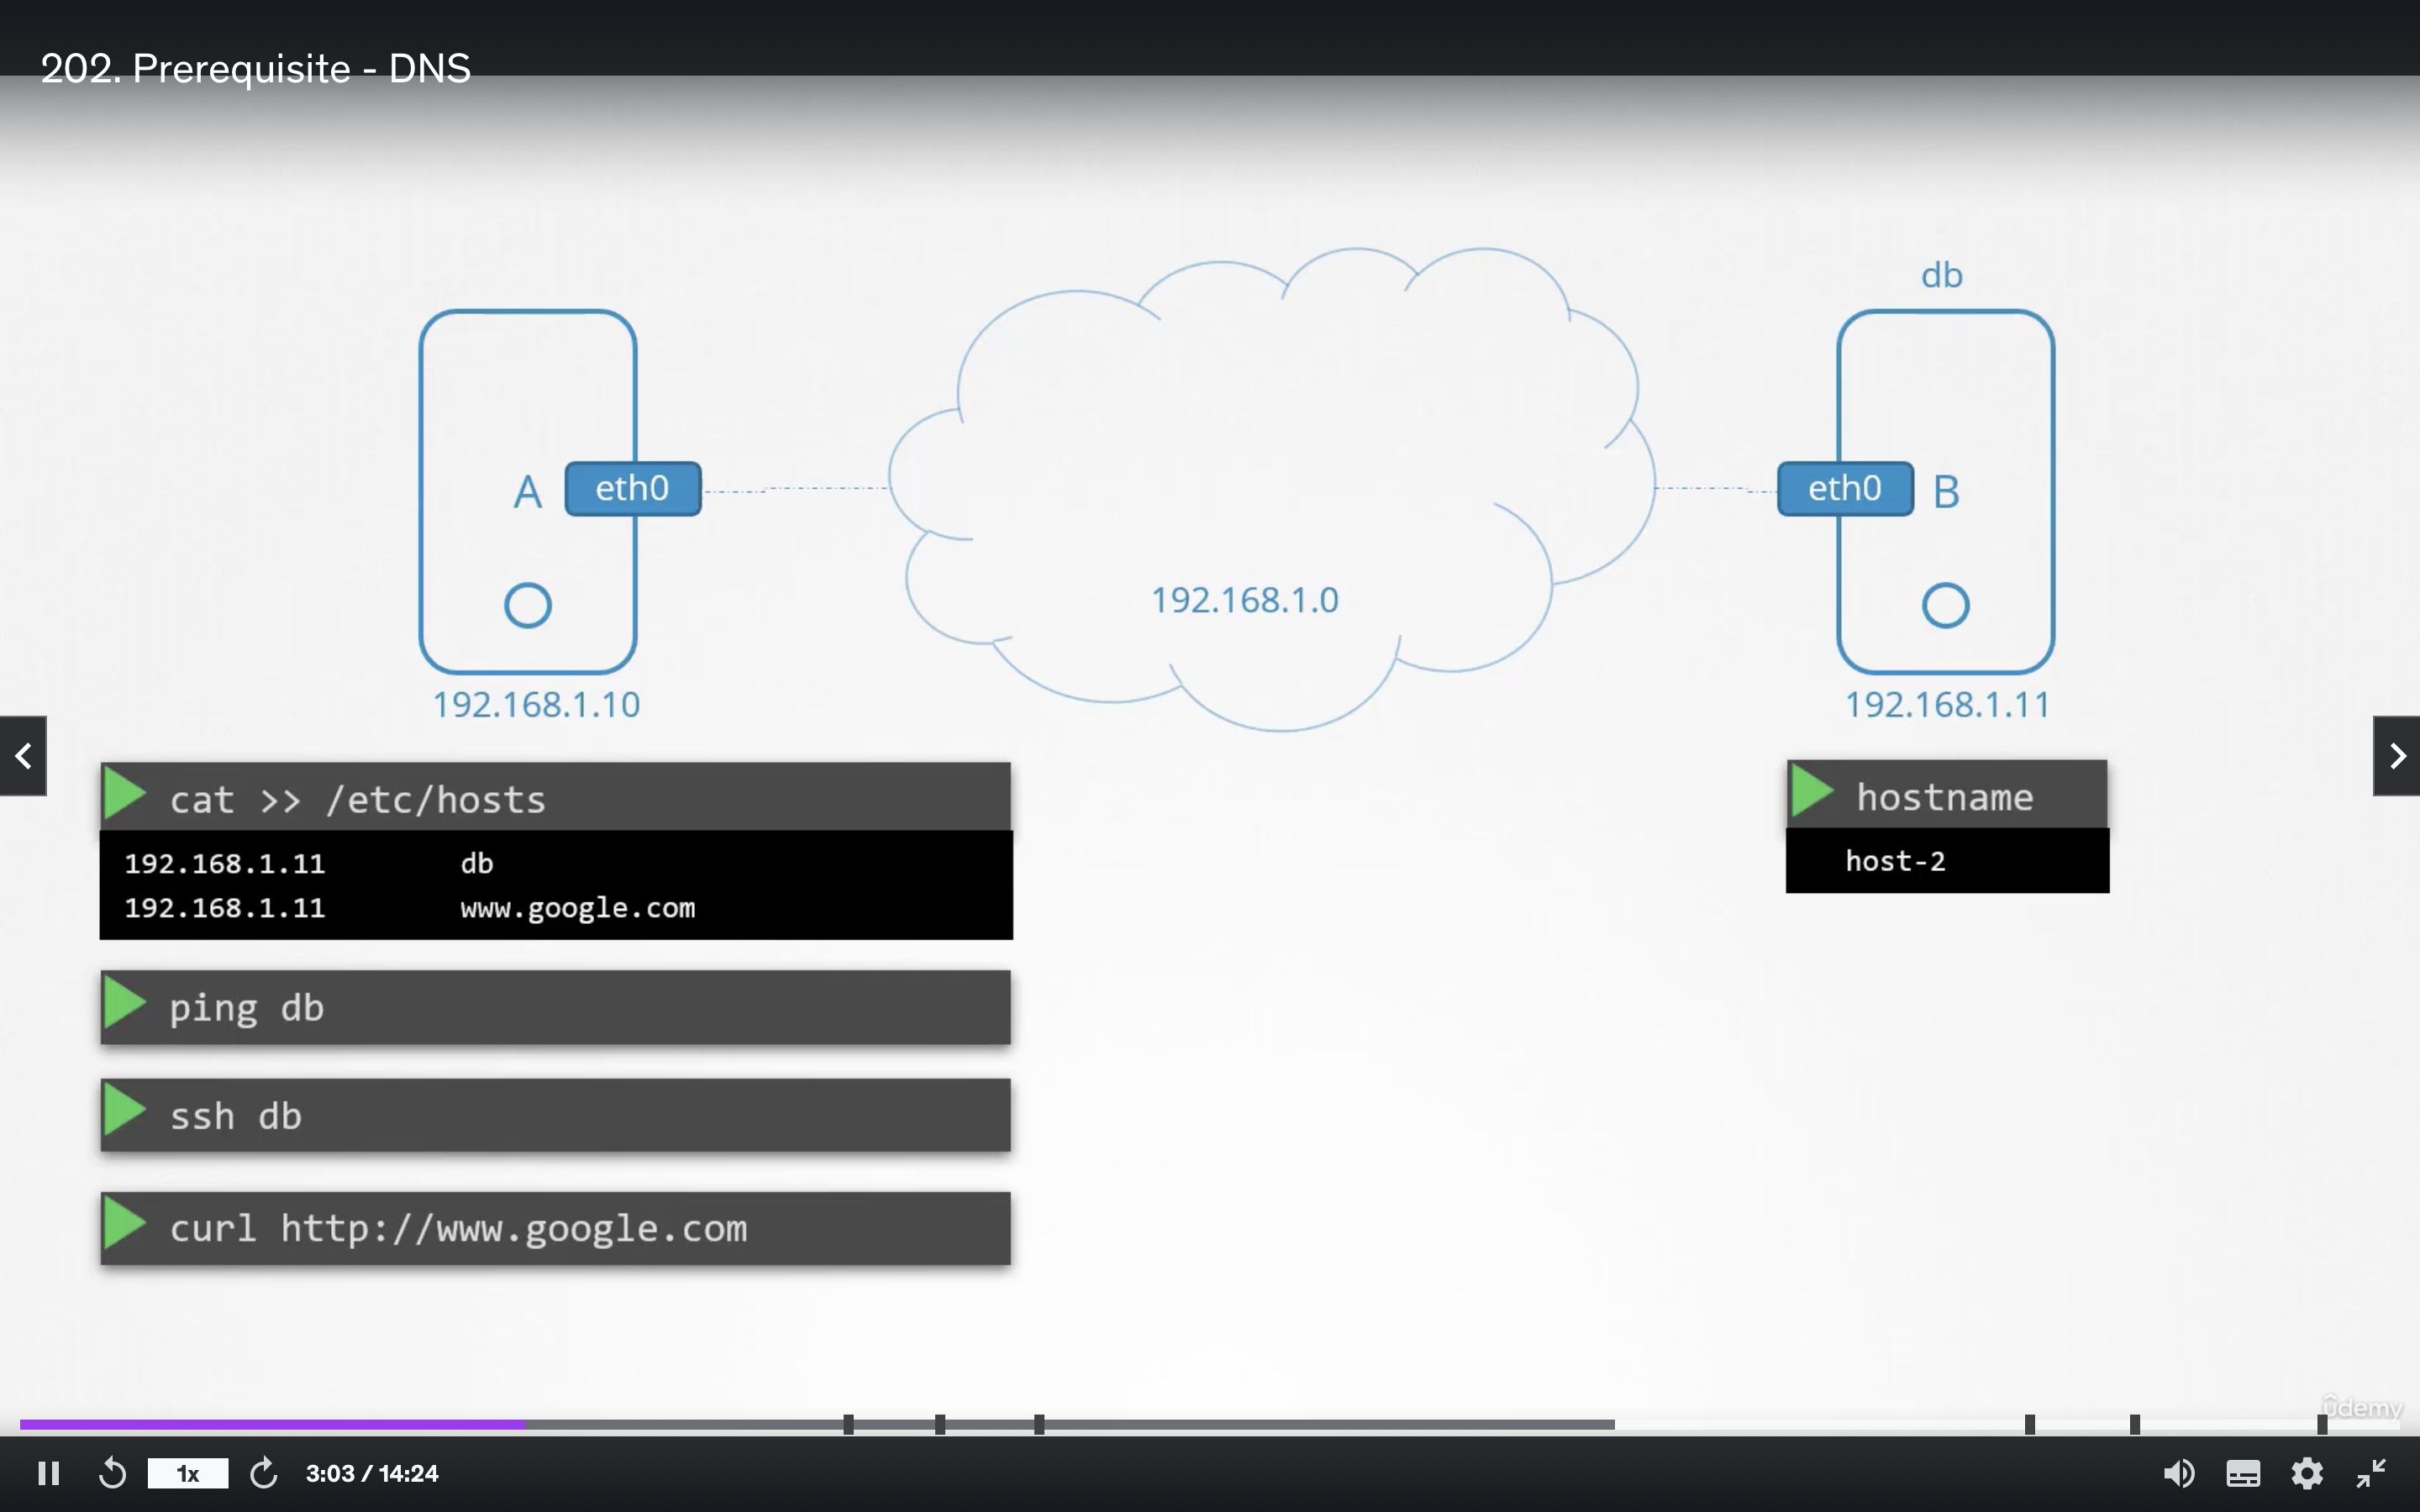 202. Prerequisite - DNS
db
A
eth0
eth0
B
192.168.1.0
192.168.1.10
192.168.1.11
cat >> /etc/hosts
192.168.1.11 db
192.168.1.11 www.google.com
hostname
host-2
ping db
ssh db
curl http://www.google.com
ûdemy
1x
3:03 / 14:24